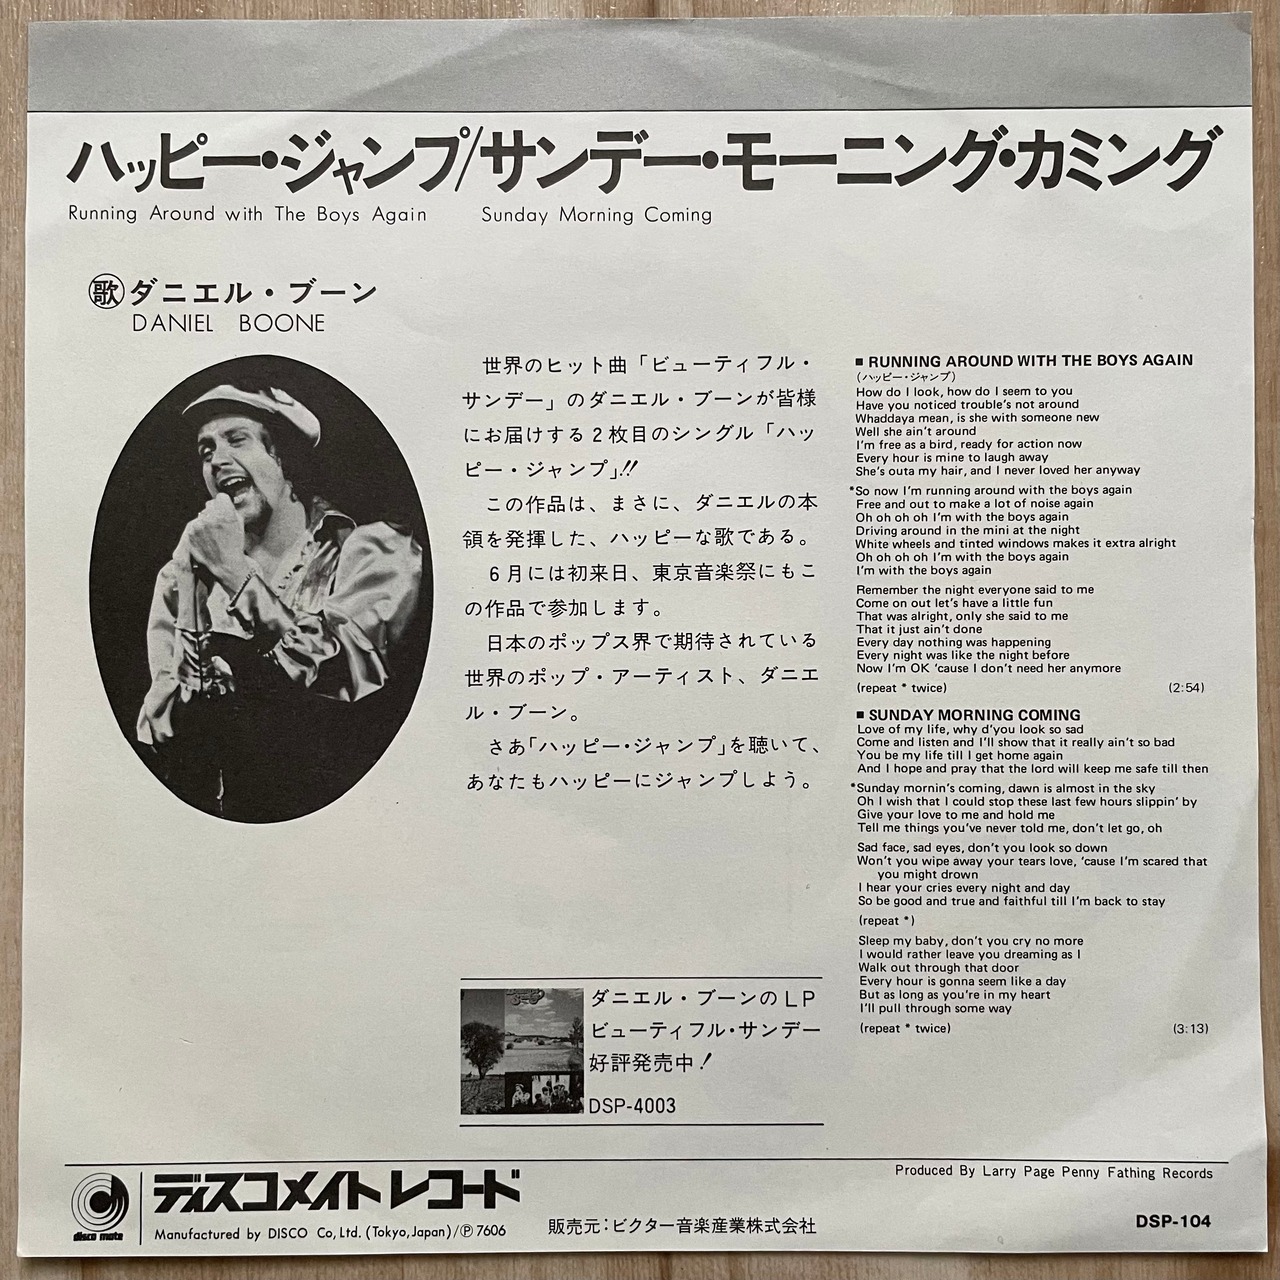 ハッピー・ジャンプ/サンデー・モーニング・カミング
Running Around with The Boys Again Sunday Morning Coming
歌 ダニエル・ブーン
DANIEL BOONE
世界のヒット曲「ビューティフル・
サンデー」のダニエル・ブーンが皆様
にお届けする2枚目のシングル「ハッ
ピー・ジャンプ」!!
この作品は、まさに、ダニエルの本
領を発揮した、ハッピーな歌である。
6月には初来日、東京音楽祭にもこ
の作品で参加します。
日本のポップス界で期待されている
世界のポップ・アーティスト、ダニエ
ル・ブーン。
さあ「ハッピー・ジャンプ」を聴いて、
あなたもハッピーにジャンプしよう。
ダニエル・ブーンのLP
ビューティフル・サンデー
好評発売中!
DSP-4003
■ RUNNING AROUND WITH THE BOYS AGAIN
(ハッピー・ジャンプ)
How do I look, how do I seem to you
Have you noticed trouble's not around
Whaddaya mean, is she with someone new
Well she ain't around
I'm free as a bird, ready for action now
Every hour is mine to laugh away
She's outa my hair, and I never loved her anyway
*So now I'm running around with the boys again
Free and out to make a lot of noise again
Oh oh oh oh I'm with the boys again
Driving around in the mini at the night
White wheels and tinted windows makes it extra alright
Oh oh oh oh I'm with the boys again
I'm with the boys again
Remember the night everyone said to me
Come on out let's have a little fun
That was alright, only she said to me
That it just ain't done
Every day nothing was happening
Every night was like the night before
Now I'm OK 'cause I don't need her anymore
(repeat * twice) (2:54)
■ SUNDAY MORNING COMING
Love of my life, why d'you look so sad
Come and listen and I'll show that it really ain't so bad
You be my life till I get home again
And I hope and pray that the lord will keep me safe till then
*Sunday mornin's coming, dawn is almost in the sky
Oh I wish that I could stop these last few hours slippin' by
Give your love to me and hold me
Tell me things you've never told me, don't let go, oh
Sad face, sad eyes, don't you look so down
Won't you wipe away your tears love, 'cause I'm scared that
you might drown
I hear your cries every night and day
So be good and true and faithful till I'm back to stay
(repeat *)
Sleep my baby, don't you cry no more
I would rather leave you dreaming as I
Walk out through that door
Every hour is gonna seem like a day
But as long as you're in my heart
I'll pull through some way
(repeat * twice) (3:13)
Produced By Larry Page Penny Fathing Records
disco mate
ディスコメイト レコード
Manufactured by DISCO Co,Ltd. (Tokyo,Japan)/Ⓟ7606
販売元:ビクター音楽産業株式会社
DSP-104